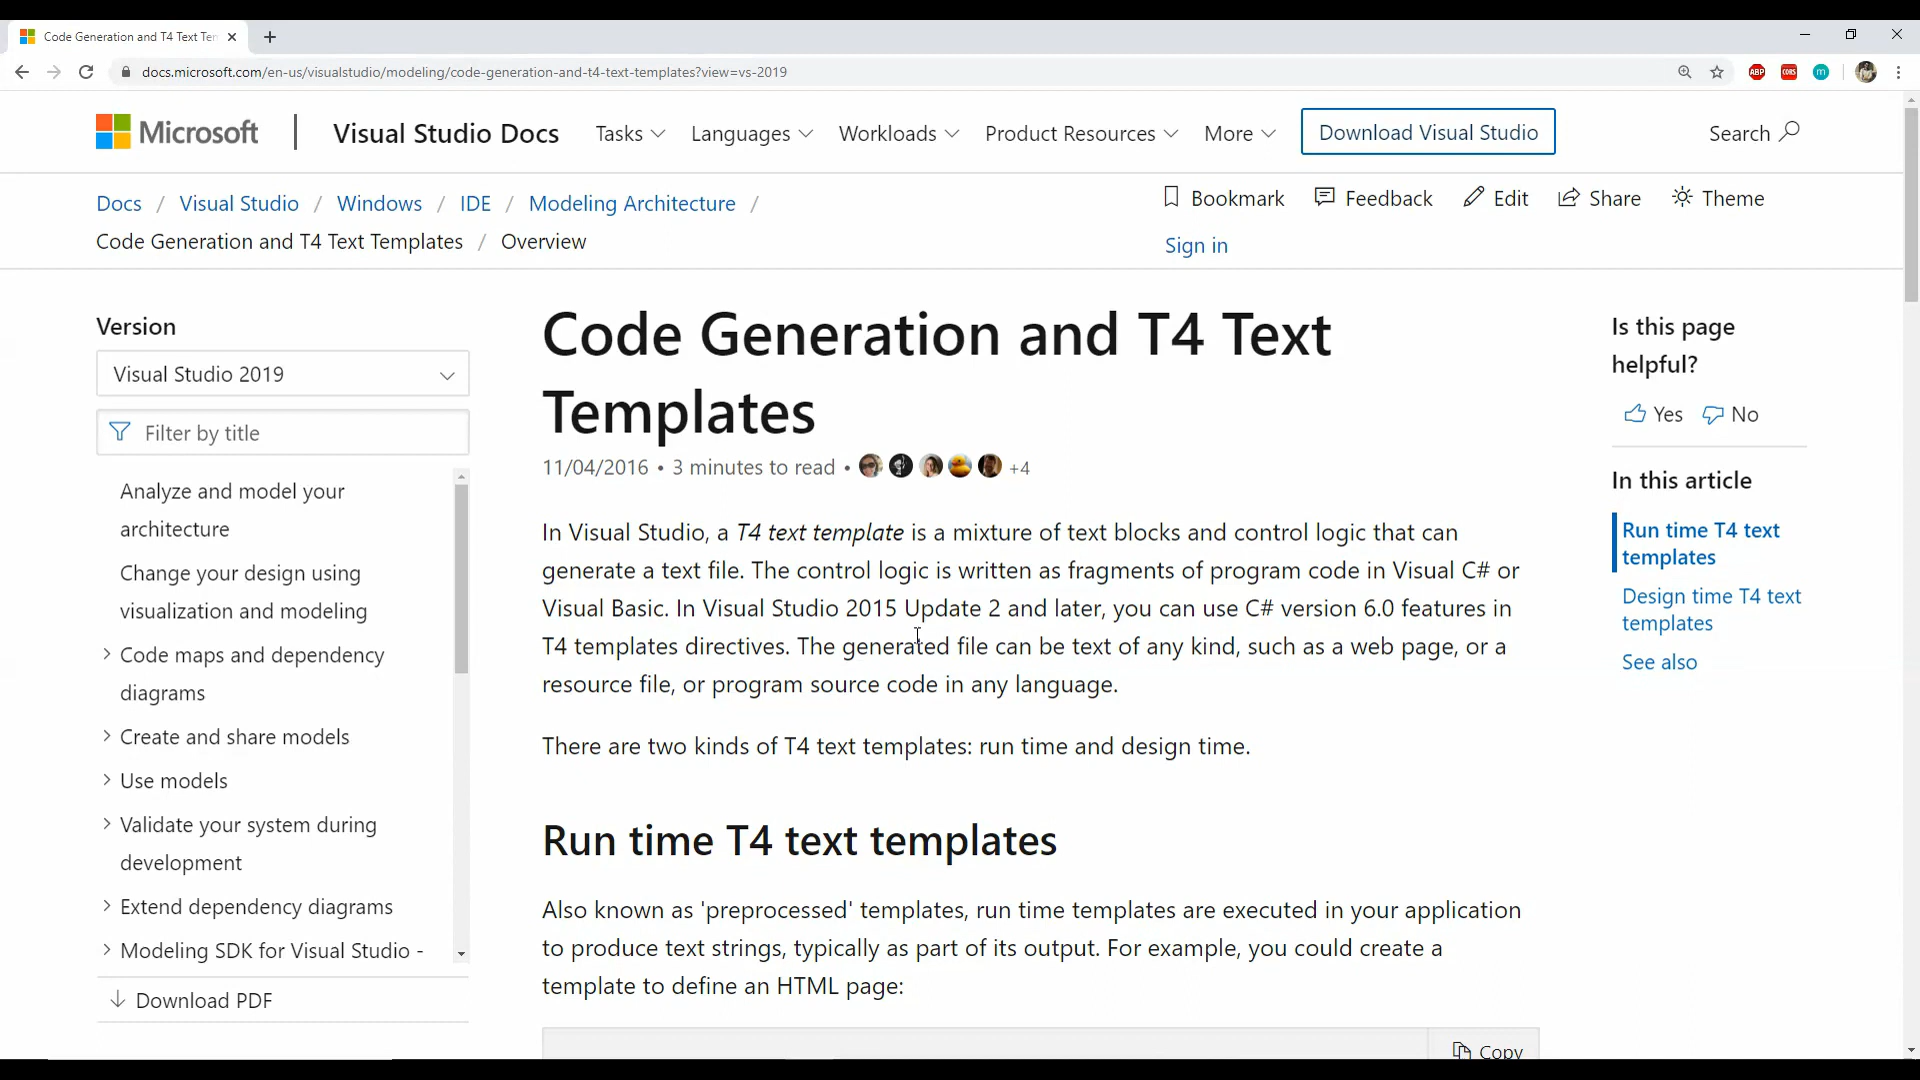 Code Generation and T4 Text Ter
docs.microsoft.com/en-us/visualstudio/modeling/code-generation-and-t4-text-templates?view=vs-2019
ABP
CORS
m
Microsoft
Visual Studio Docs
Tasks
Languages
Workloads
Product Resources
More
Download Visual Studio
Search
Docs / Visual Studio / Windows / IDE / Modeling Architecture /
Code Generation and T4 Text Templates / Overview
Bookmark
Feedback
Edit
Share
Theme
Sign in
Version
Visual Studio 2019
Filter by title
Analyze and model your
architecture
Change your design using
visualization and modeling
Code maps and dependency
diagrams
Create and share models
Use models
Validate your system during
development
Extend dependency diagrams
Modeling SDK for Visual Studio -
Download PDF
Code Generation and T4 Text
Templates
11/04/2016 • 3 minutes to read • +4
In Visual Studio, a T4 text template is a mixture of text blocks and control logic that can
generate a text file. The control logic is written as fragments of program code in Visual C# or
Visual Basic. In Visual Studio 2015 Update 2 and later, you can use C# version 6.0 features in
T4 templates directives. The generated file can be text of any kind, such as a web page, or a
resource file, or program source code in any language.
There are two kinds of T4 text templates: run time and design time.
Run time T4 text templates
Also known as 'preprocessed' templates, run time templates are executed in your application
to produce text strings, typically as part of its output. For example, you could create a
template to define an HTML page:
Copy
Is this page
helpful?
Yes
No
In this article
Run time T4 text
templates
Design time T4 text
templates
See also